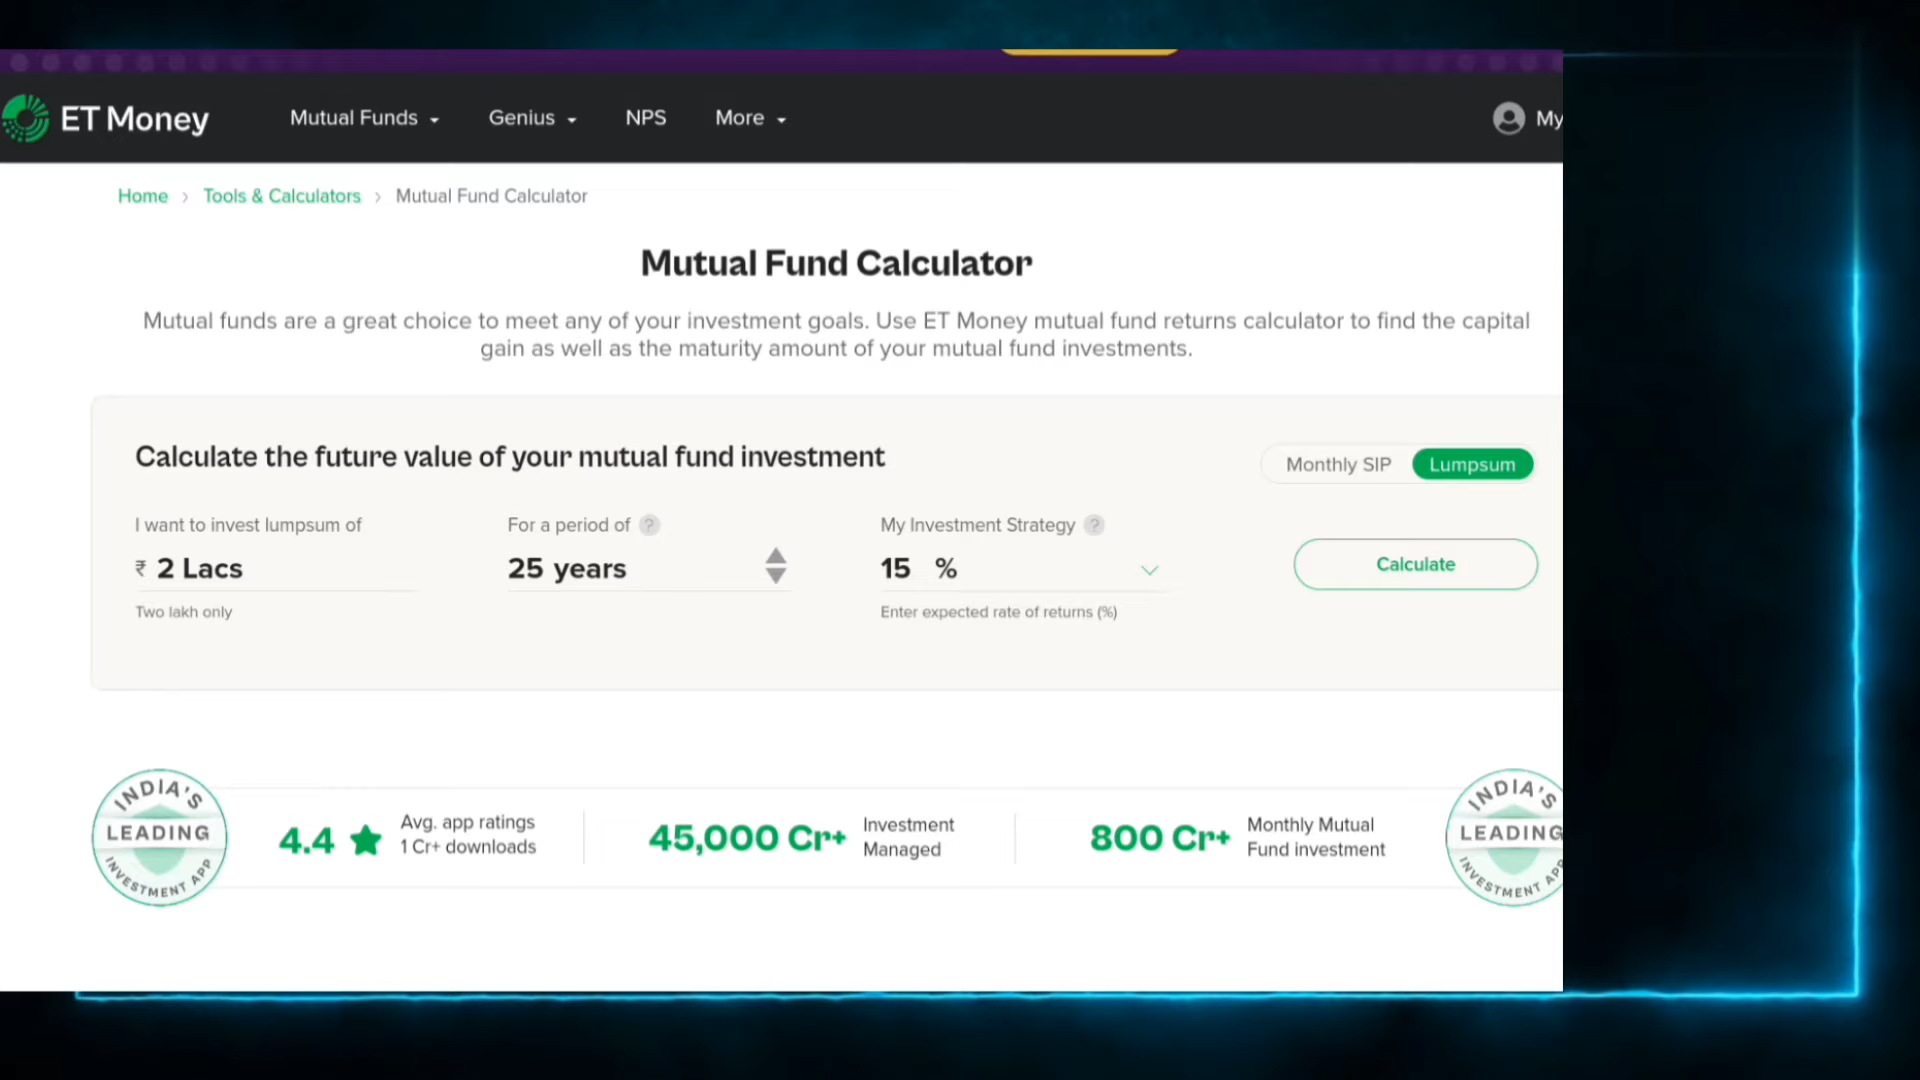 ET Money
Mutual Funds
Genius
NPS
More
My
Home › Tools & Calculators › Mutual Fund Calculator
Mutual Fund Calculator
Mutual funds are a great choice to meet any of your investment goals. Use ET Money mutual fund returns calculator to find the capital
gain as well as the maturity amount of your mutual fund investments.
Calculate the future value of your mutual fund investment
Monthly SIP
Lumpsum
I want to invest lumpsum of
₹ 2 Lacs
Two lakh only
For a period of ?
25 years
My Investment Strategy ?
15 %
Enter expected rate of returns (%)
Calculate
INDIA'S
LEADING
INVESTMENT APP
4.4 ★
Avg. app ratings
1 Cr+ downloads
45,000 Cr+
Investment
Managed
800 Cr+
Monthly Mutual
Fund investment
INDIA'S
LEADING
INVESTMENT APP